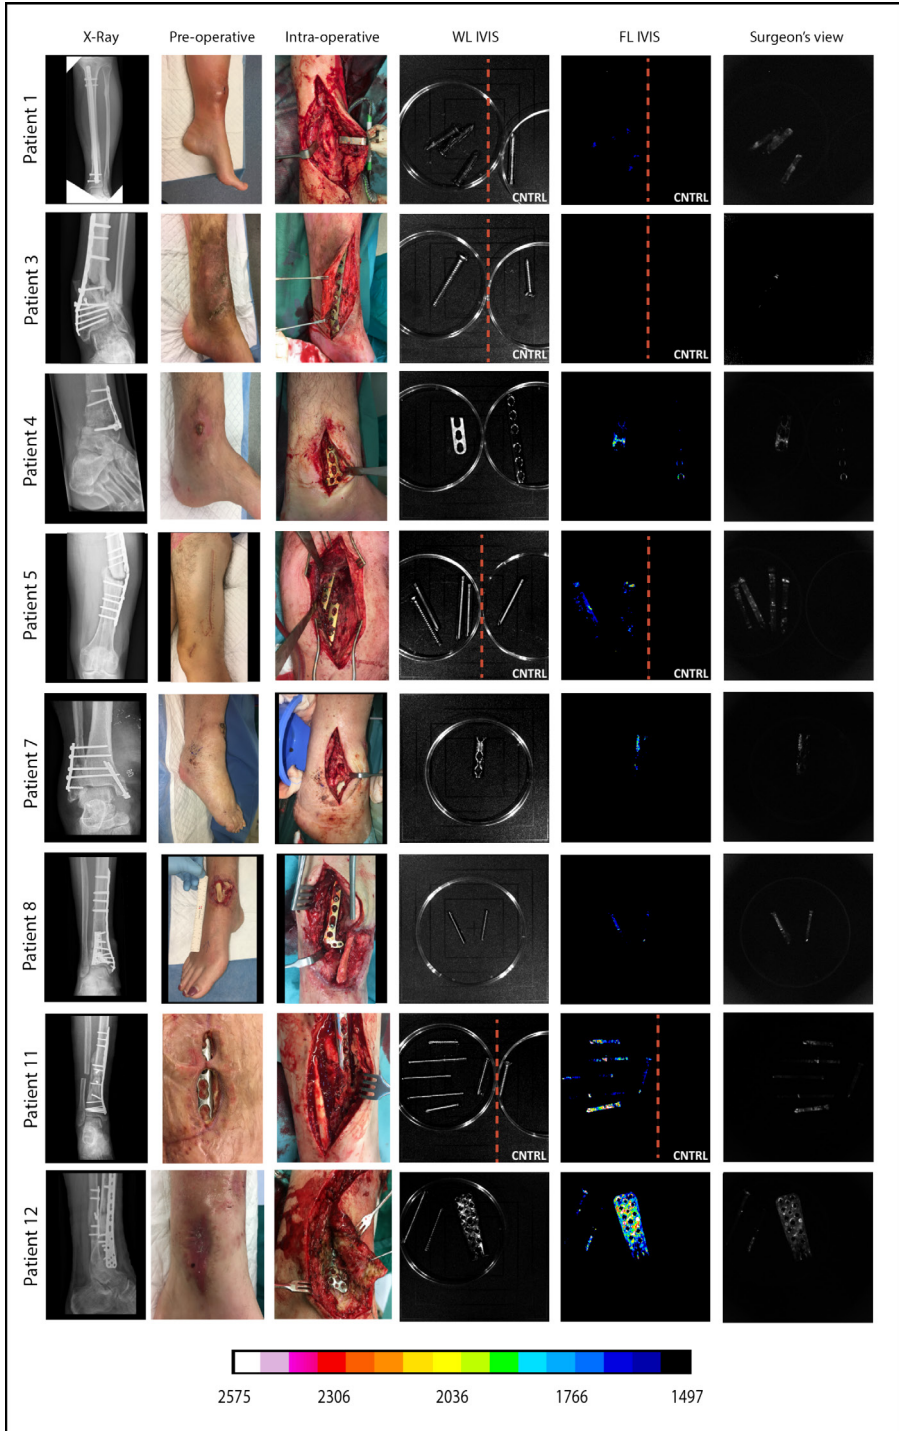 X-Ray Pre-operative Intra-operative WL IVIS FL IVIS Surgeon's view
Patient 1
CNTRL CNTRL
Patient 3
CNTRL CNTRL
Patient 4
Patient 5
CNTRL CNTRL
Patient 7
Patient 8
Patient 11
CNTRL CNTRL
Patient 12
2575 2306 2036 1766 1497